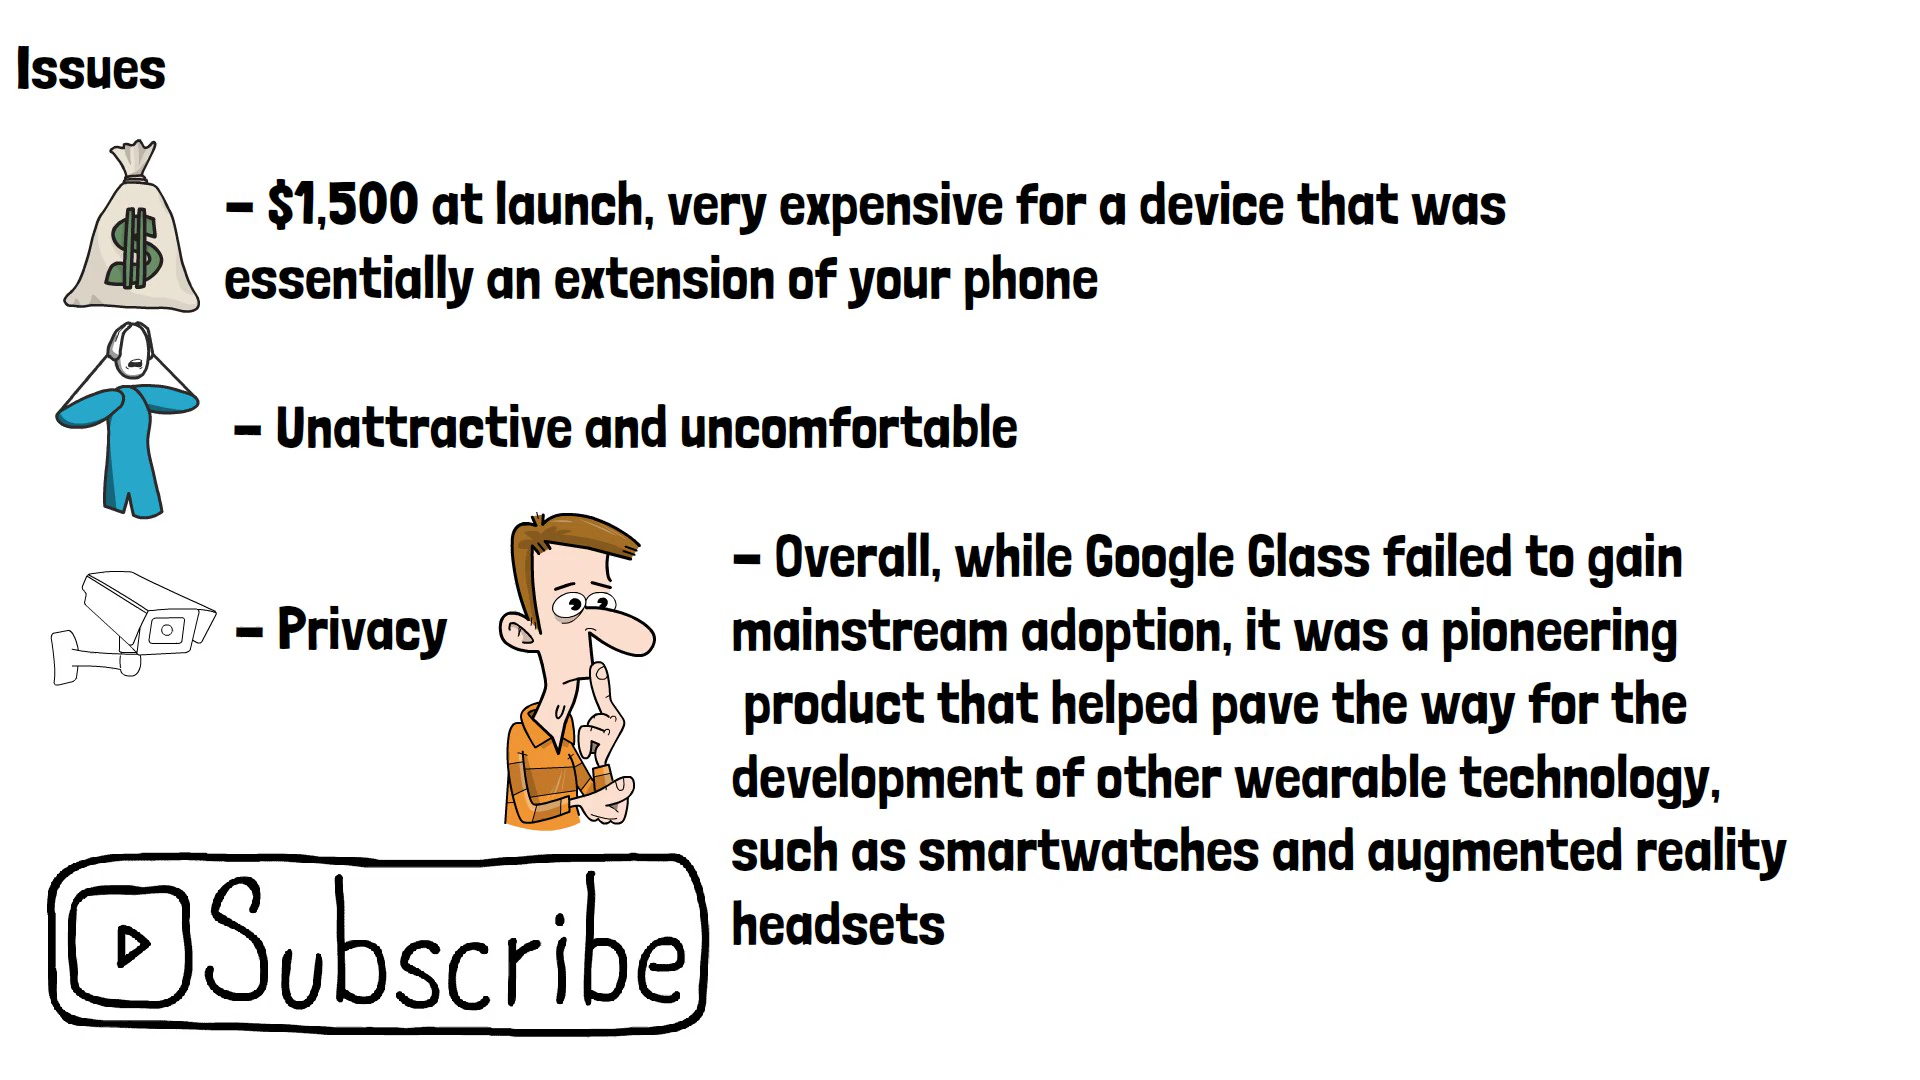 Issues
– $1,500 at launch, very expensive for a device that was
essentially an extension of your phone
– Unattractive and uncomfortable
– Privacy
– Overall, while Google Glass failed to gain
mainstream adoption, it was a pioneering
product that helped pave the way for the
development of other wearable technology,
such as smartwatches and augmented reality
headsets
Subscribe